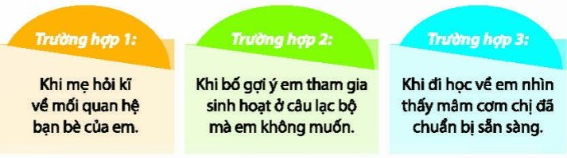 Trường hợp 1:
Khi mẹ hỏi kĩ
về mối quan hệ
bạn bè của em.
Trường hợp 2:
Khi bố gợi ý em tham gia
sinh hoạt ở câu lạc bộ
mà em không muốn.
Trường hợp 3:
Khi đi học về em nhìn
thấy mâm cơm chị đã
chuẩn bị sẵn sàng.